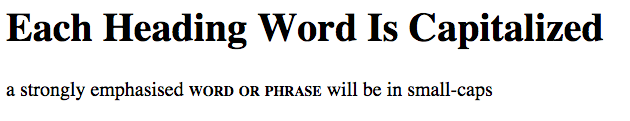 Each Heading Word Is Capitalized
a strongly emphasised WORD OR PHRASE will be in small-caps